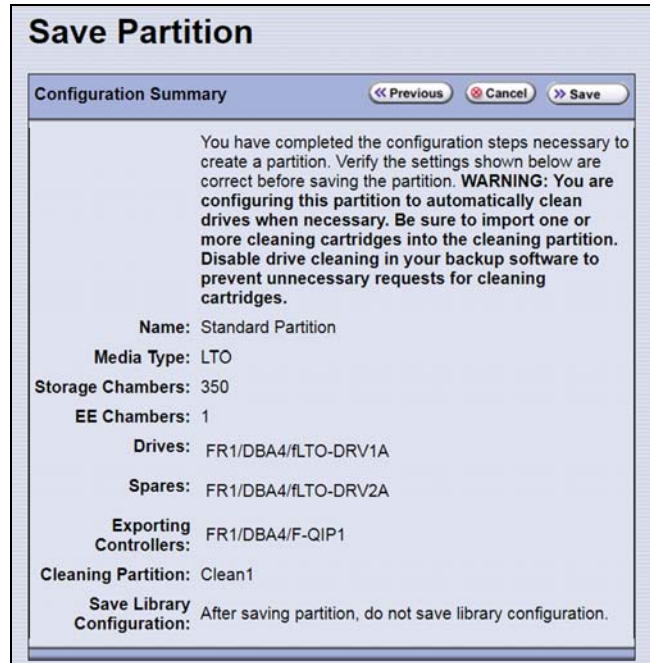 Save Partition
Configuration Summary
Previous
Cancel
Save
You have completed the configuration steps necessary to
create a partition. Verify the settings shown below are
correct before saving the partition. WARNING: You are
configuring this partition to automatically clean
drives when necessary. Be sure to import one or
more cleaning cartridges into the cleaning partition.
Disable drive cleaning in your backup software to
prevent unnecessary requests for cleaning
cartridges.
Name: Standard Partition
Media Type: LTO
Storage Chambers: 350
EE Chambers: 1
Drives: FR1/DBA4/fLTO-DRV1A
Spares: FR1/DBA4/fLTO-DRV2A
Exporting
Controllers: FR1/DBA4/F-QIP1
Cleaning Partition: Clean1
Save Library
Configuration: After saving partition, do not save library configuration.